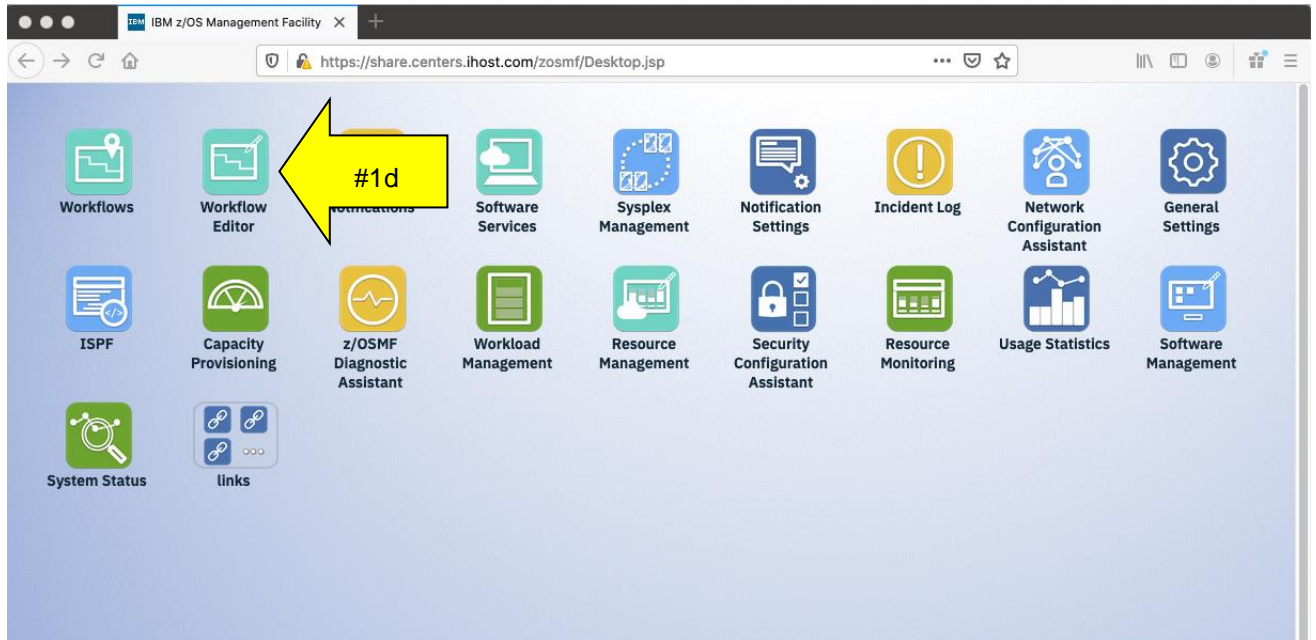 IBM IBM z/OS Management Facility
https://share.centers.ihost.com/zosmf/Desktop.jsp
#1d
Workflows
Workflow
Editor
Notifications
Software
Services
Sysplex
Management
Notification
Settings
Incident Log
Network
Configuration
Assistant
General
Settings
ISPF
Capacity
Provisioning
z/OSMF
Diagnostic
Assistant
Workload
Management
Resource
Management
Security
Configuration
Assistant
Resource
Monitoring
Usage Statistics
Software
Management
System Status
links